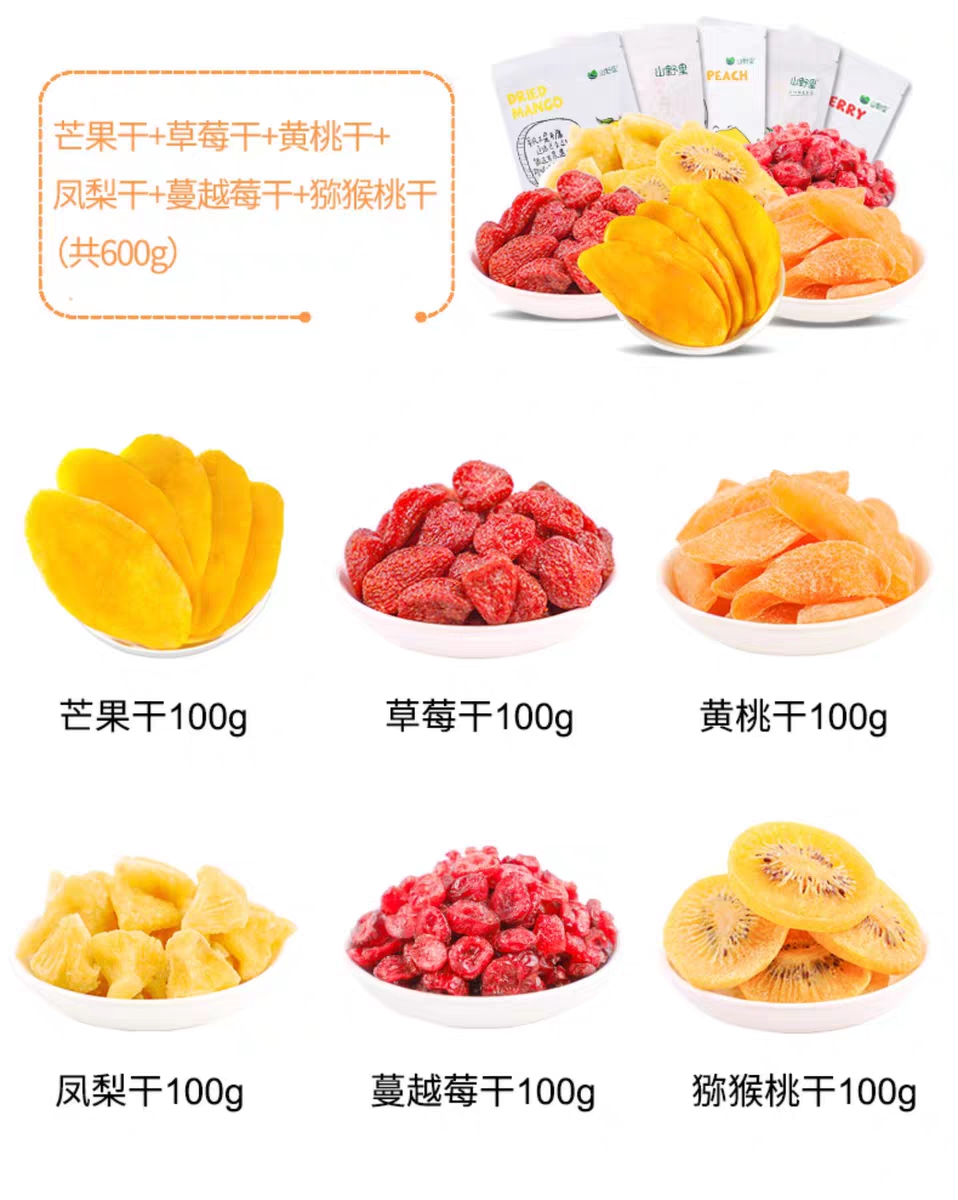 芒果干+草莓干+黄桃干+
凤梨干+蔓越莓干+猕猴桃干
(共600g)
DRIED
MANGO
山野里
山野里
PEACH
山野里
山野里
ERRY
山野里
芒果干100g
草莓干100g
黄桃干100g
凤梨干100g
蔓越莓干100g
猕猴桃干100g